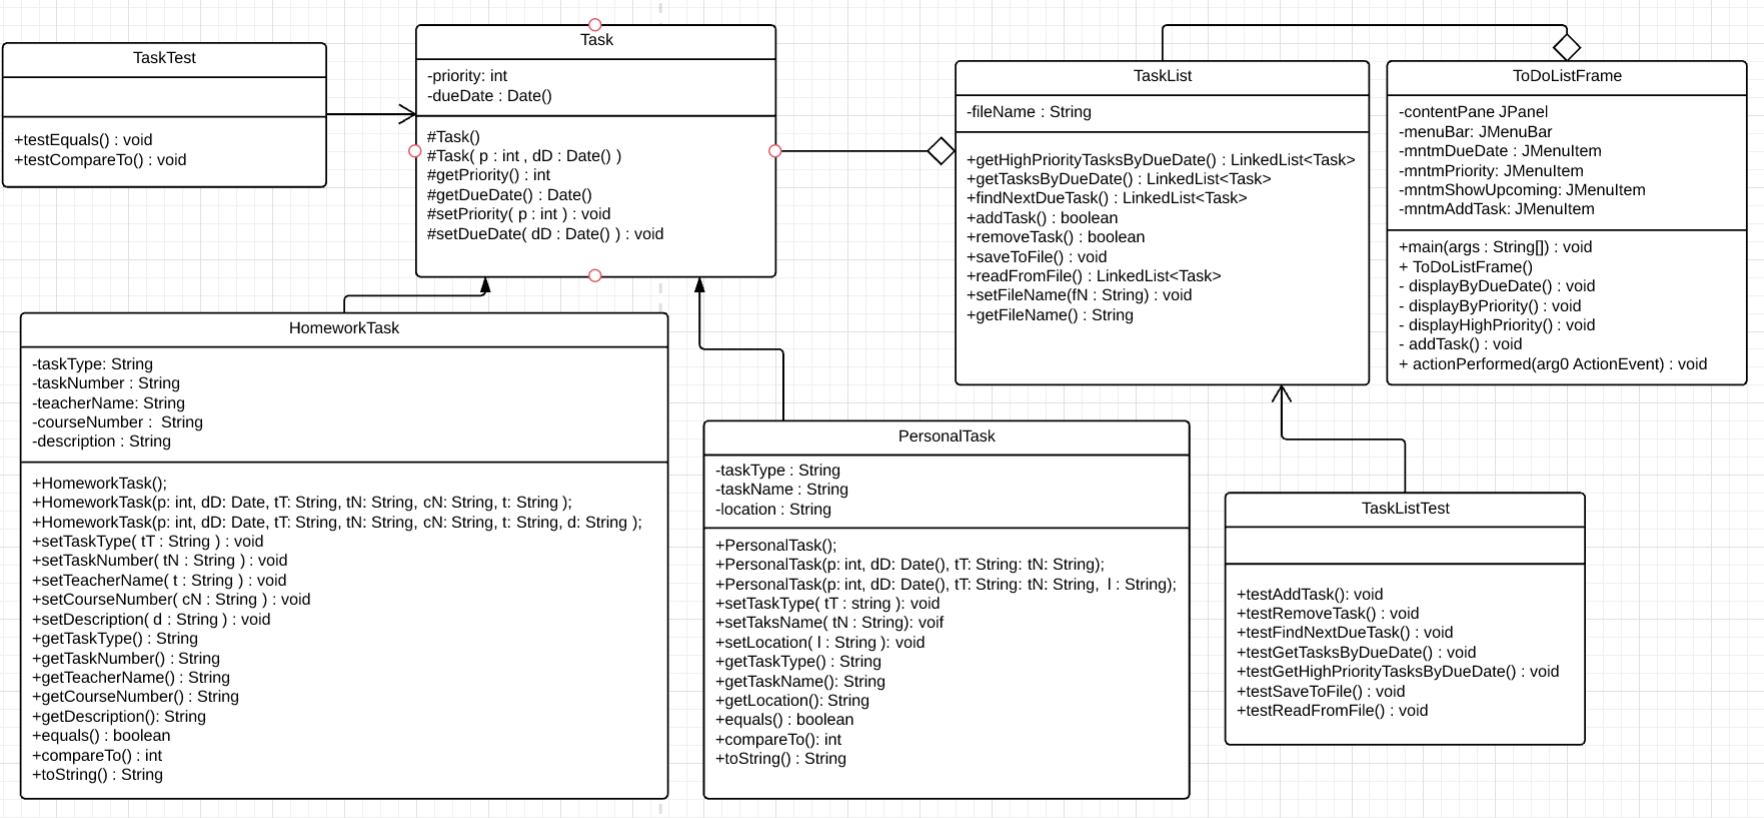 TaskTest
+testEquals() : void
+testCompareTo() : void
Task
-priority: int
-dueDate : Date()
#Task()
#Task( p : int , dD : Date() )
#getPriority() : int
#getDueDate() : Date()
#setPriority( p : int ) : void
#setDueDate( dD : Date() ) : void
TaskList
-fileName : String
+getHighPriorityTasksByDueDate() : LinkedList<Task>
+getTasksByDueDate() : LinkedList<Task>
+findNextDueTask() : LinkedList<Task>
+addTask() : boolean
+removeTask() : boolean
+saveToFile() : void
+readFromFile() : LinkedList<Task>
+setFileName(fN : String) : void
+getFileName() : String
ToDoListFrame
-contentPane JPanel
-menuBar: JMenuBar
-mntmDueDate : JMenuItem
-mntmPriority: JMenuItem
-mntmShowUpcoming: JMenuItem
-mntmAddTask: JMenuItem
+main(args : String[]) : void
+ ToDoListFrame()
- displayByDueDate() : void
- displayByPriority() : void
- displayHighPriority() : void
- addTask() : void
+ actionPerformed(arg0 ActionEvent) : void
HomeworkTask
-taskType: String
-taskNumber : String
-teacherName: String
-courseNumber :  String
-description : String
+HomeworkTask();
+HomeworkTask(p: int, dD: Date, tT: String, tN: String, cN: String, t: String );
+HomeworkTask(p: int, dD: Date, tT: String, tN: String, cN: String, t: String, d: String );
+setTaskType( tT : String ) : void
+setTaskNumber( tN : String ) : void
+setTeacherName( t : String ) : void
+setCourseNumber( cN : String ) : void
+setDescription( d : String ) : void
+getTaskType() : String
+getTaskNumber() : String
+getTeacherName() : String
+getCourseNumber() : String
+getDescription(): String
+equals() : boolean
+compareTo() : int
+toString() : String
PersonalTask
-taskType : String
-taskName : String
-location : String
+PersonalTask();
+PersonalTask(p: int, dD: Date(), tT: String: tN: String);
+PersonalTask(p: int, dD: Date(), tT: String: tN: String,  l : String);
+setTaskType( tT : string ): void
+setTaksName( tN : String): voif
+setLocation( l : String ): void
+getTaskType() : String
+getTaskName(): String
+getLocation(): String
+equals() : boolean
+compareTo(): int
+toString() : String
TaskListTest
+testAddTask(): void
+testRemoveTask() : void
+testFindNextDueTask() : void
+testGetTasksByDueDate() : void
+testGetHighPriorityTasksByDueDate() : void
+testSaveToFile() : void
+testReadFromFile() : void